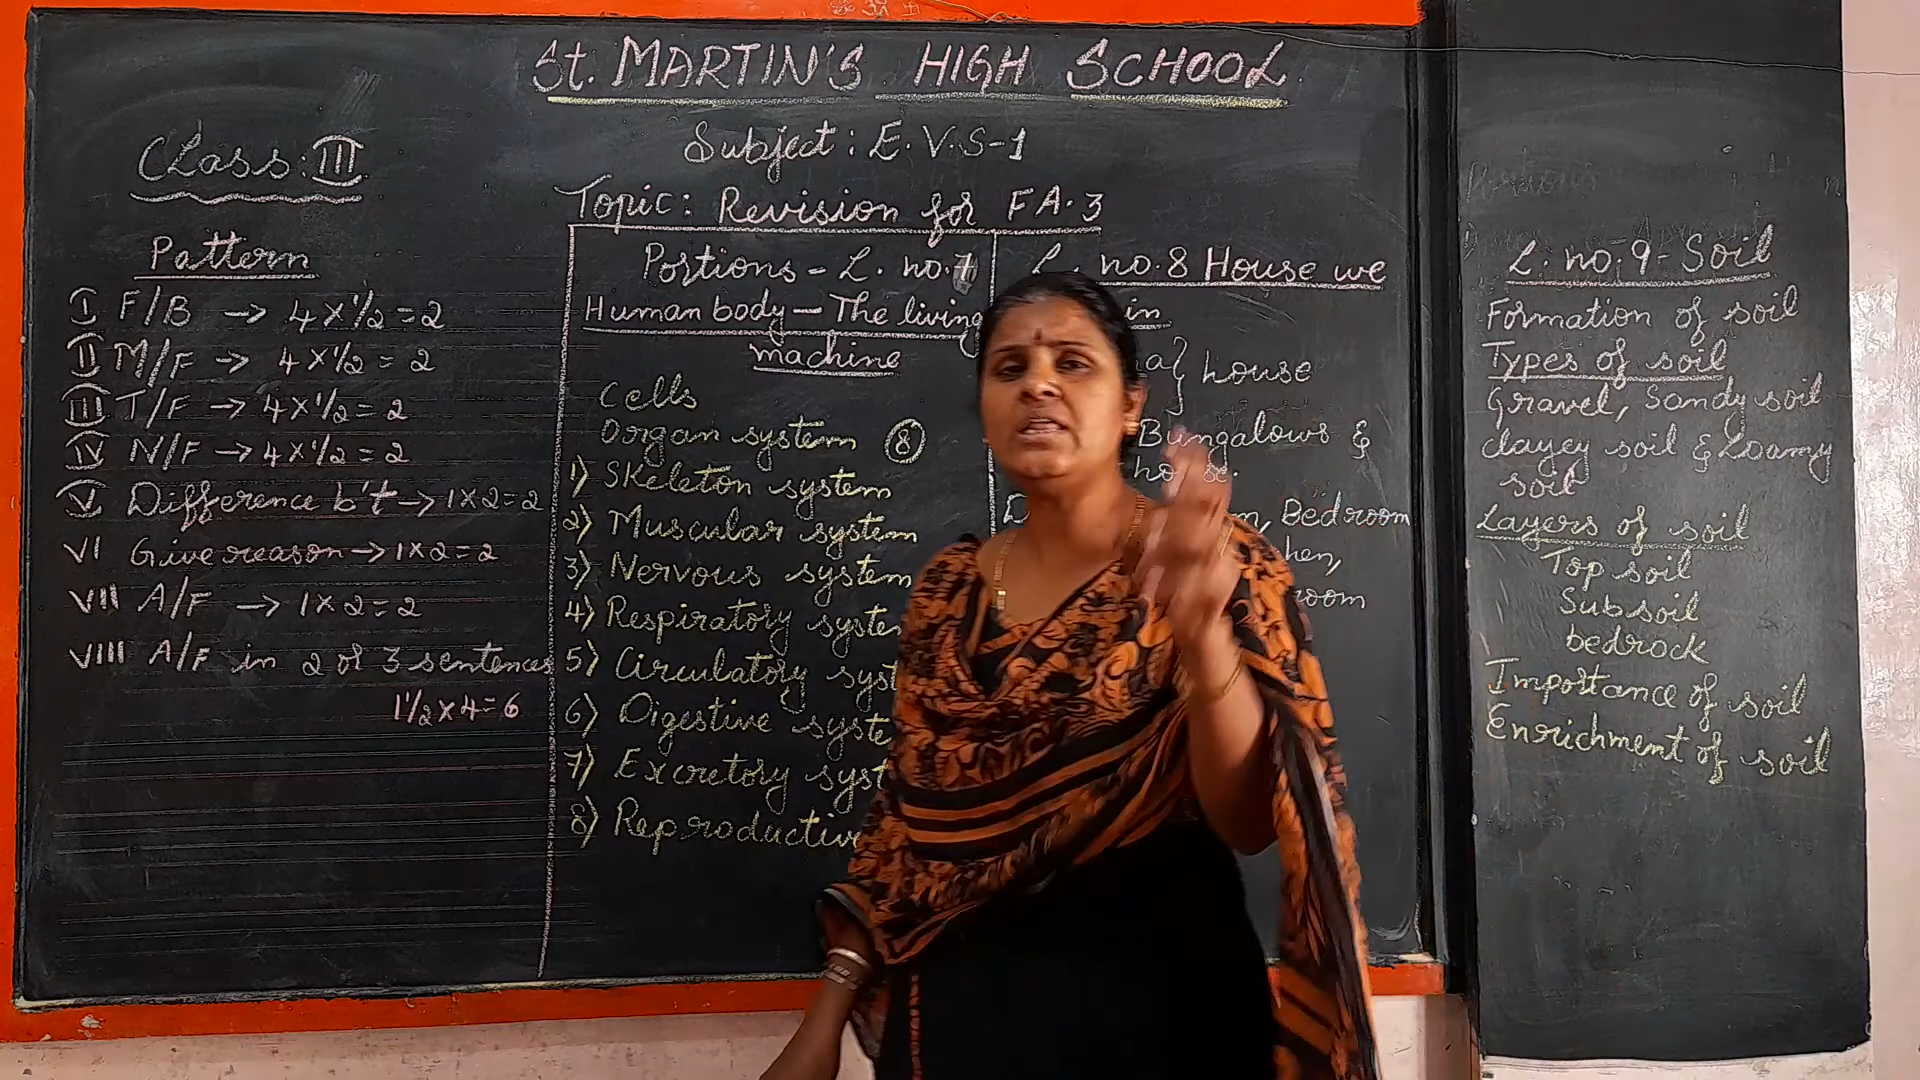 St. MARTIN'S HIGH SCHOOL
Class: III
Subject: E.V.S-1
Topic: Revision for FA.3
Pattern
I F/B → 4×1/2=2
II M/F → 4×1/2=2
III T/F → 4×1/2=2
IV N/F → 4×1/2=2
V Difference b't → 1×2=2
VI Give reason → 1×2=2
VII A/F → 1×2=2
VIII A/F in 2 or 3 sentences
1 1/2×4=6
Portions - L. no.7
Human body - The living
machine
Cells
Organ system 8
1) Skeleton system
2) Muscular system
3) Nervous system
4) Respiratory
5) Circulatory
6) Digestive
7) Excretory
8) Reproductive
no.8 House we
in
house
Bungalows &
house.
Bedroom
L. no.9 - Soil
Formation of soil
Types of soil
Gravel, Sandy soil
clayey soil & Loamy
soil
Layers of soil
Top soil
Sub soil
bedrock
Importance of soil
Enrichment of soil